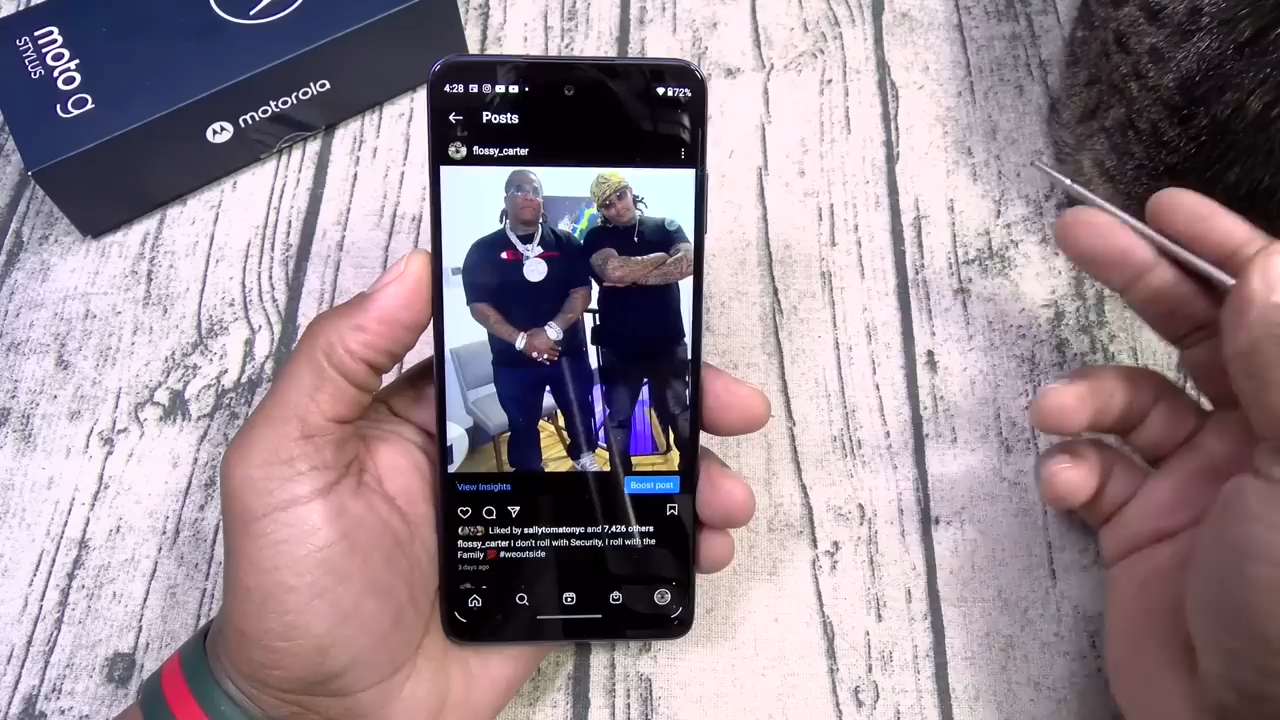 moto g
STYLUS
motorola
4:28
72%
Posts
flossy_carter
View Insights
Boost post
Liked by sallytomatonyc and 7,426 others
flossy_carter I don't roll with Security, I roll with the
Family 💯 #weoutside
3 days ago